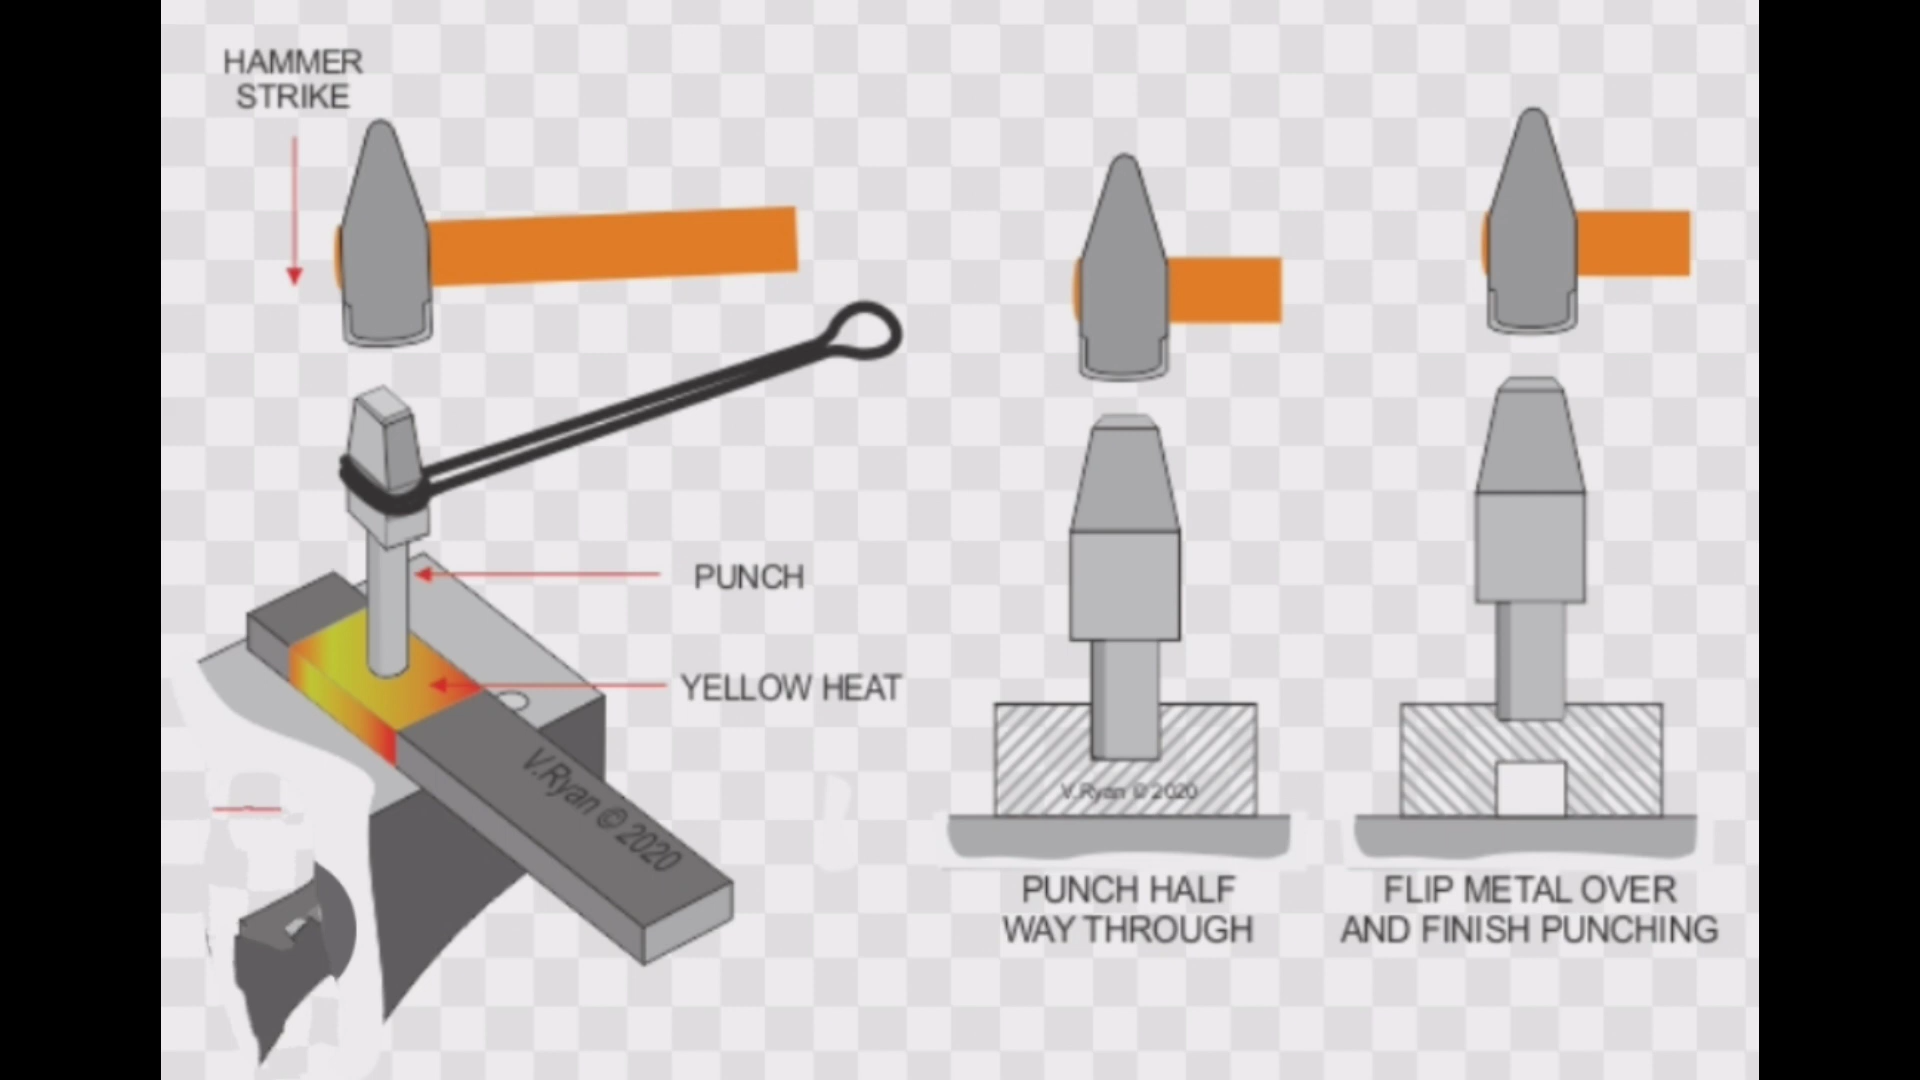 HAMMER
STRIKE
PUNCH
YELLOW HEAT
V.Ryan © 2020
V.Ryan © 2020
PUNCH HALF
WAY THROUGH
FLIP METAL OVER
AND FINISH PUNCHING